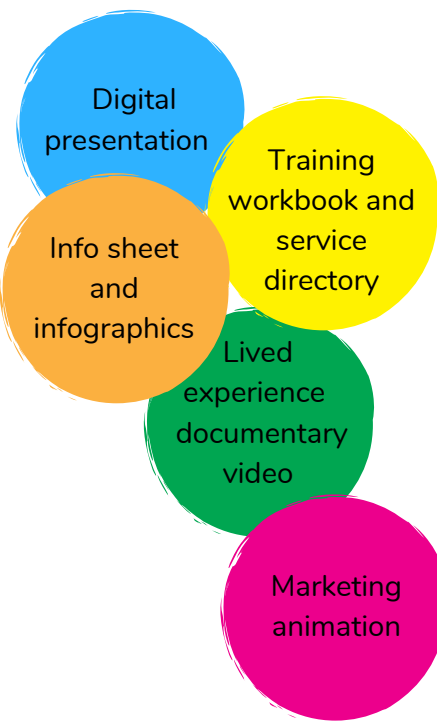 Digital
presentation
Training
workbook and
service
directory
Info sheet
and
infographics
Lived
experience
documentary
video
Marketing
animation